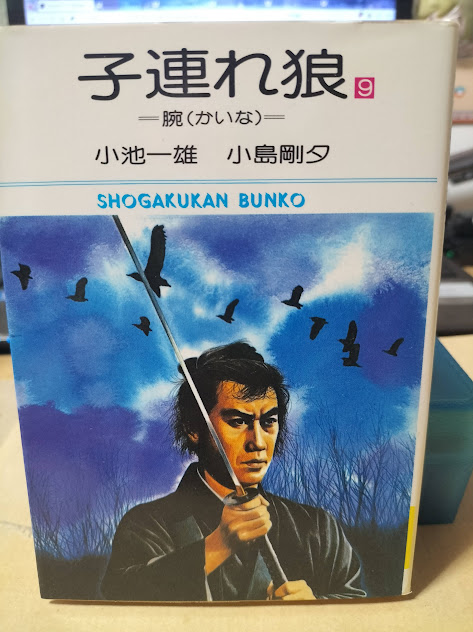 子連れ狼 9
=腕(かいな)=
小池一雄 小島剛夕
SHOGAKUKAN BUNKO